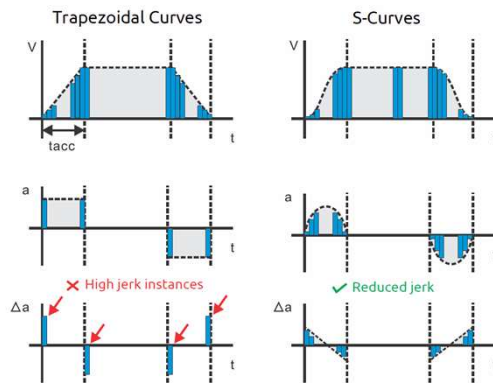 Trapezoidal Curves
S-Curves
V
V
t
tacc
a
a
t
High jerk instances
Reduced jerk
Δa
Δa
t